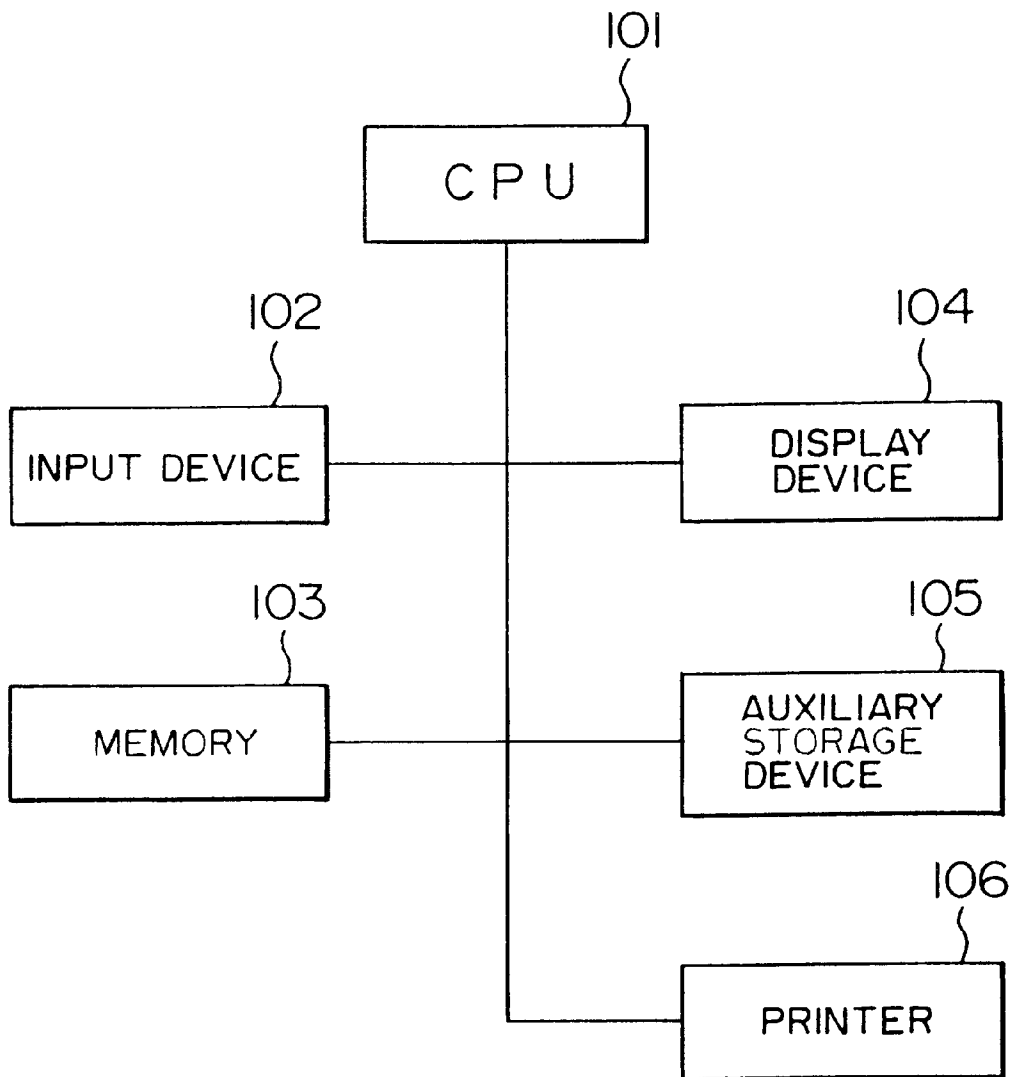 101
CPU
102
INPUT DEVICE
104
DISPLAY
DEVICE
103
MEMORY
105
AUXILIARY
STORAGE
DEVICE
106
PRINTER